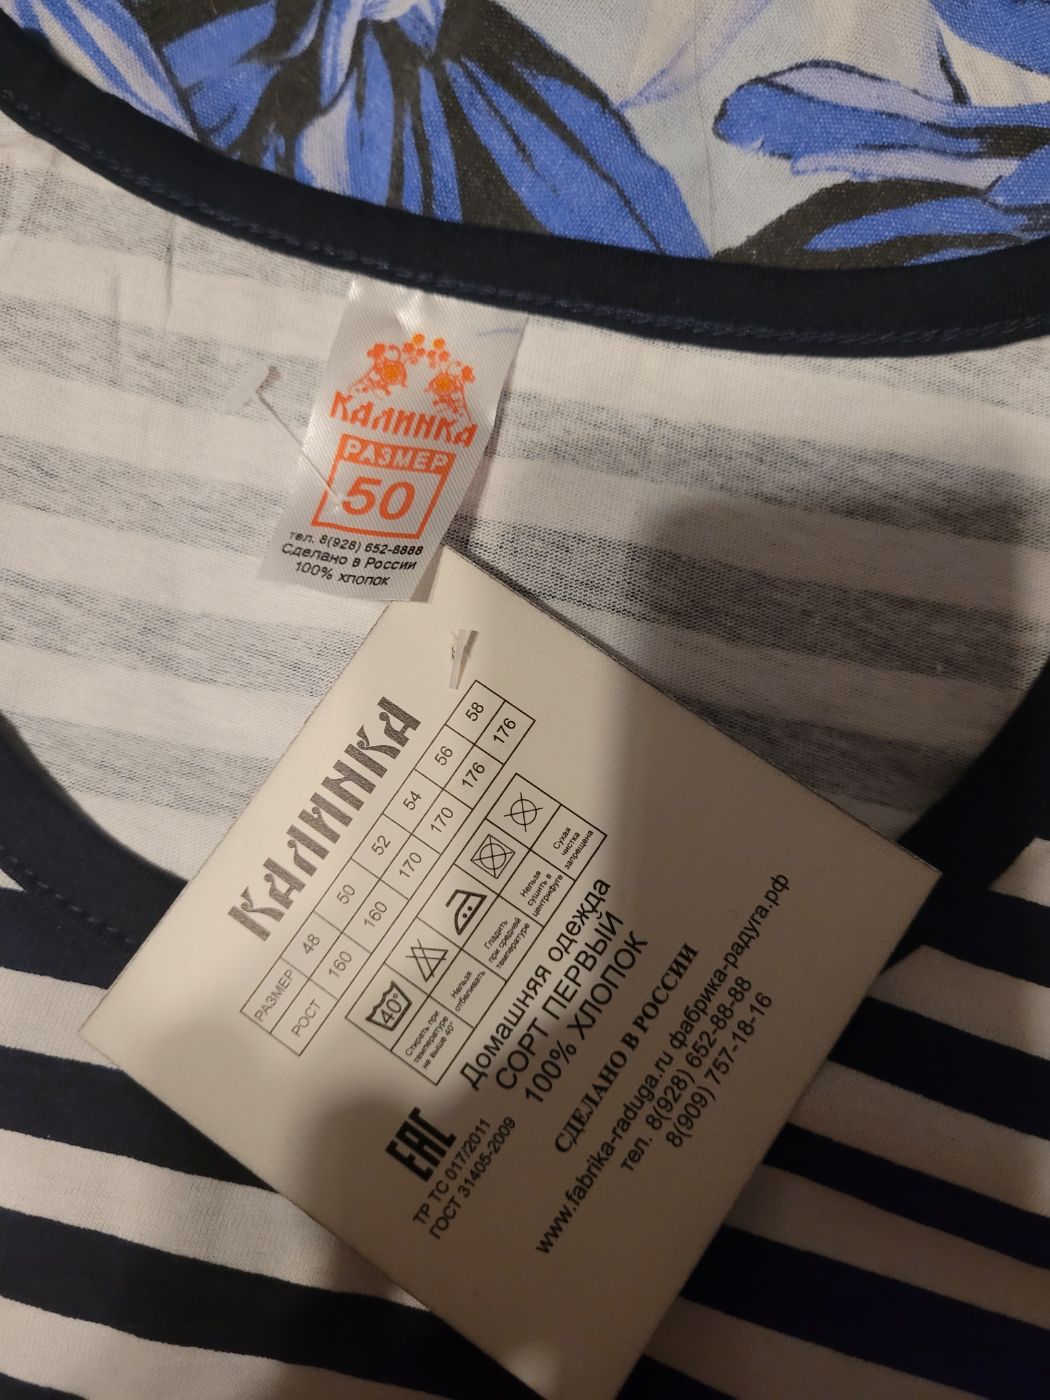 КАЛИНКА
РАЗМЕР
50
тел. 8(928) 652-8888
Сделано в России
100% хлопок
КАЛИНКА
РАЗМЕР 48 50 52 54 56 58
РОСТ 160 160 170 170 176 176
40°
Стирать при температуре не выше 40°
Нельзя отбеливать
Гладить при средней температуре
Нельзя сушить в центрифуге
Сухая чистка запрещена
Домашняя одежда
СОРТ ПЕРВЫЙ
100% ХЛОПОК
ЕАС
ТР ТС 017/2011
ГОСТ 31405-2009
СДЕЛАНО В РОССИИ
www.fabrika-raduga.ru фабрика-радуга.рф
тел. 8(928) 652-88-88
8(909) 757-18-16